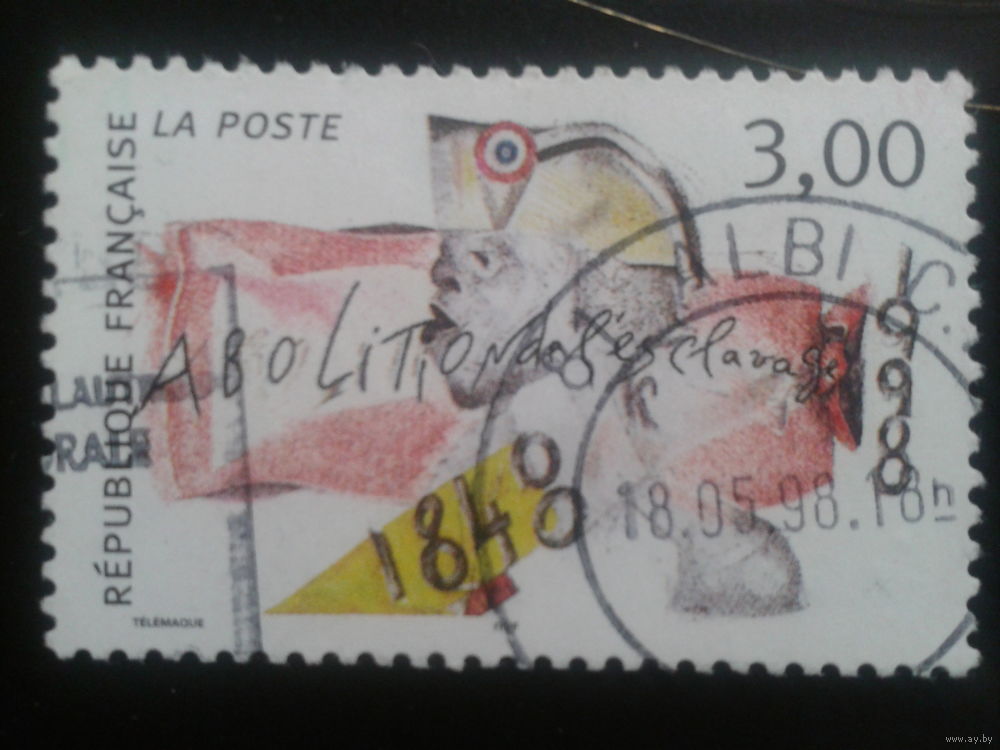 LA POSTE
3,00
RÉPUBLIQUE FRANÇAISE
ABOLITION de l'esclavage
1848
1998
TÉLÉMAQUE
ALBI
18.05.98.18h
www.ay.by